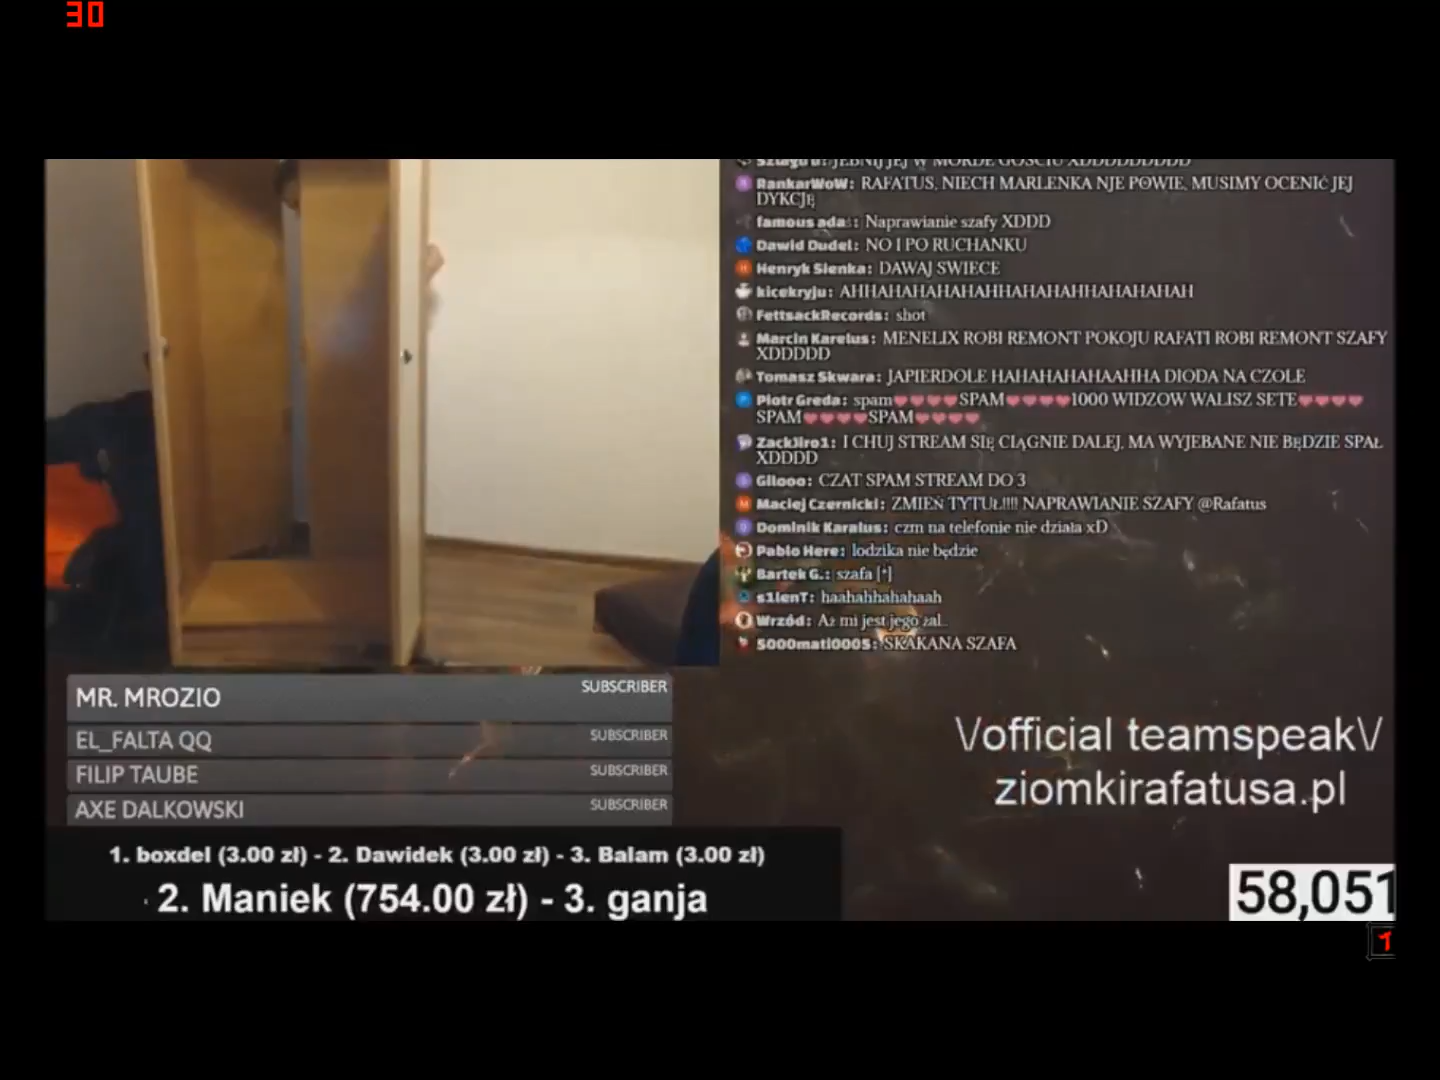 30
RankarWoW: RAFATUS, NIECH MARLENKA NJE POWIE, MUSIMY OCENIĆ JEJ
DYKCJĘ
famous ada: Naprawianie szafy XDDD
Dawid Dudel: NO I PO RUCHANKU
Henryk Sienka: DAWAJ SWIECE
kicekryju: AHHAHAHAHAHAHHAHAHAHHAHAHAHAH
FettsackRecords: shot
Marcin Karelus: MENELIX ROBI REMONT POKOJU RAFATI ROBI REMONT SZAFY
XDDDDD
Tomasz Skwara: JAPIERDOLE HAHAHAHAHAAHHA DIODA NA CZOLE
Piotr Greda: spam❤❤❤❤SPAM❤❤❤❤1000 WIDZOW WALISZ SETE❤❤❤❤
SPAM❤❤❤❤SPAM❤❤❤❤
ZackJiro1: I CHUJ STREAM SIĘ CIĄGNIE DALEJ, MA WYJEBANE NIE BĘDZIE SPAŁ
XDDDD
Gilooo: CZAT SPAM STREAM DO 3
Maciej Czernicki: ZMIEŃ TYTUŁ!!!! NAPRAWIANIE SZAFY @Rafatus
Dominik Karalus: czm na telefonie nie działa xD
Pablo Here: lodzika nie będzie
Bartek G.: szafa [*]
s1lenT: haahahhahahaah
Wrzód: Aż mi jest jego żal..
5000mati0005: SKAKANA SZAFA
MR. MROZIO SUBSCRIBER
EL_FALTA QQ SUBSCRIBER
FILIP TAUBE SUBSCRIBER
AXE DALKOWSKI SUBSCRIBER
\/official teamspeak\/
ziomkirafatusa.pl
1. boxdel (3.00 zł) - 2. Dawidek (3.00 zł) - 3. Balam (3.00 zł)
2. Maniek (754.00 zł) - 3. ganja
58,051
1